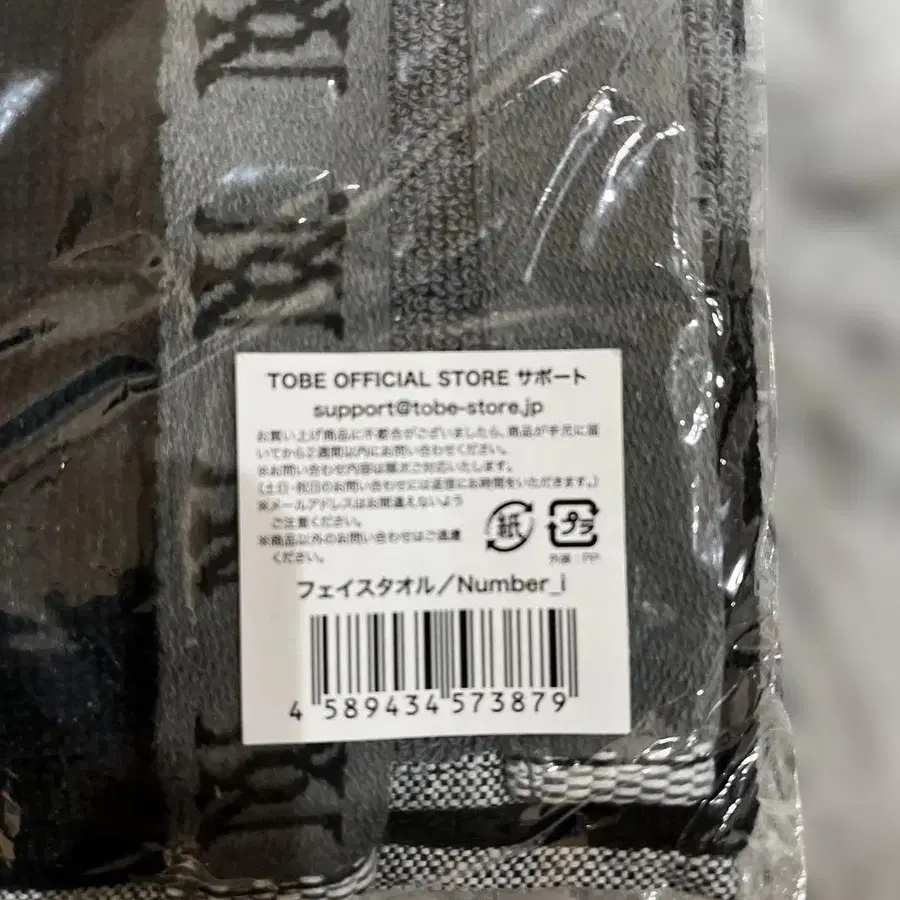 TOBE OFFICIAL STORE サポート
support@tobe-store.jp
お買い上げ商品に不都合がございましたら、商品が手元に届
いてから2週間以内にお問い合わせください。
※お問い合わせ内容は順次ご対応いたします。
(土日・祝日のお問い合わせには返信にお時間をいただきます。)
※メールアドレスはお間違えないよう
ご注意ください。
※商品以外のお問い合わせはご遠慮
ください。
紙
プラ
外装:PP
フェイスタオル/Number_i
4 589434 573879